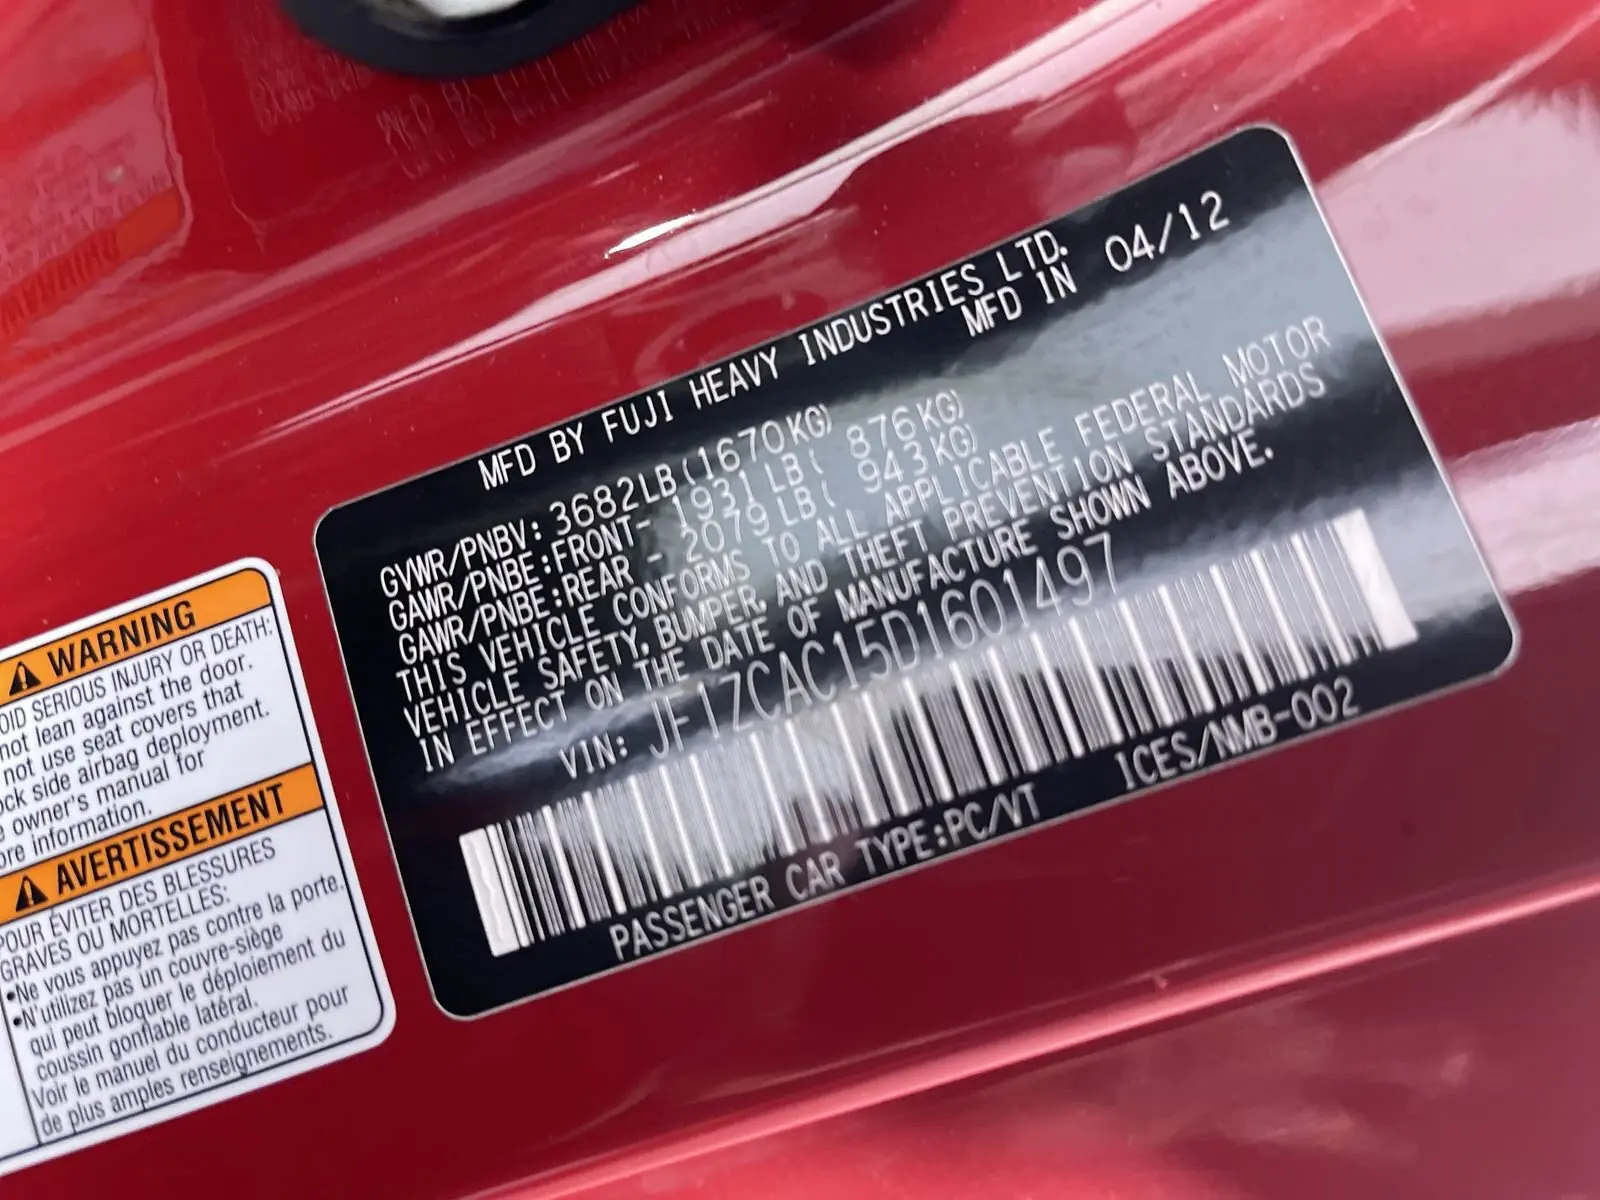 MFD BY FUJI HEAVY INDUSTRIES LTD.
MFD IN 04/12
GVWR/PNBV: 3682LB(1670KG)
GAWR/PNBE:FRONT- 1931LB( 876KG)
GAWR/PNBE:REAR - 2079LB( 943KG)
THIS VEHICLE CONFORMS TO ALL APPLICABLE FEDERAL MOTOR
VEHICLE SAFETY, BUMPER, AND THEFT PREVENTION STANDARDS
IN EFFECT ON THE DATE OF MANUFACTURE SHOWN ABOVE.
VIN: JF1ZCAC15D1601497
PASSENGER CAR TYPE:PC/VT ICES/NMB-002
WARNING
SERIOUS INJURY OR DEATH:
not lean against the door.
not use seat covers that
side airbag deployment.
owner's manual for
information.
AVERTISSEMENT
POUR ÉVITER DES BLESSURES
GRAVES OU MORTELLES:
•Ne vous appuyez pas contre la porte.
•N'utilizez pas un couvre-siège
qui peut bloquer le déploiement du
coussin gonflable latéral.
Voir le manuel du conducteur pour
de plus amples renseignements.